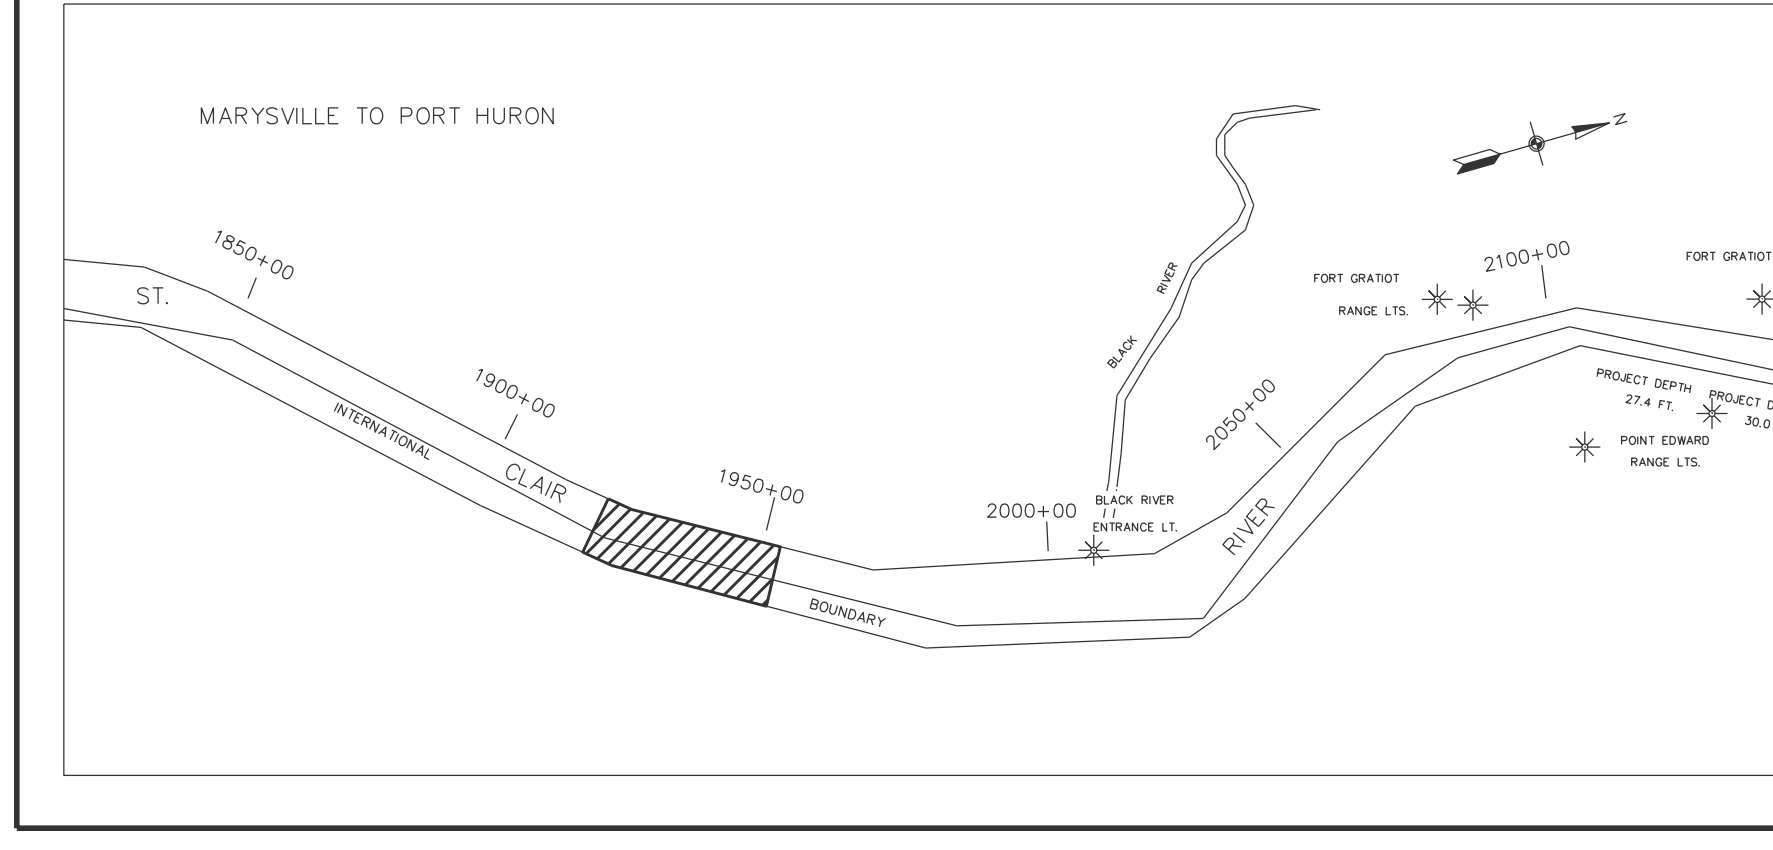 MARYSVILLE TO PORT HURON
N
1850+00
ST.
1900+00
INTERNATIONAL
CLAIR
1950+00
BOUNDARY
2000+00
BLACK
RIVER
BLACK RIVER
ENTRANCE LT.
2050+00
RIVER
FORT GRATIOT
RANGE LTS.
2100+00
FORT GRATIOT
PROJECT DEPTH
27.4 FT.
PROJECT D
30.0
POINT EDWARD
RANGE LTS.